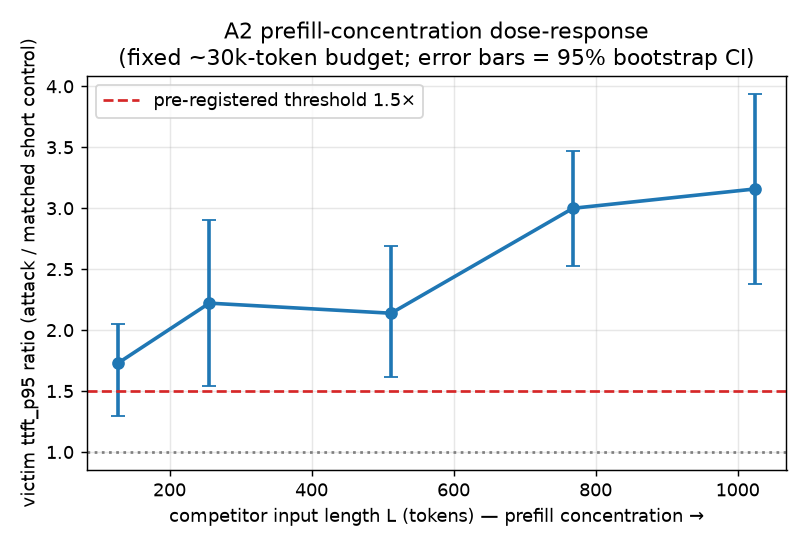 A2 prefill-concentration dose-response
(fixed ~30k-token budget; error bars = 95% bootstrap CI)
pre-registered threshold 1.5×
victim ttft_p95 ratio (attack / matched short control)
4.0
3.5
3.0
2.5
2.0
1.5
1.0
200 400 600 800 1000
competitor input length L (tokens) — prefill concentration →